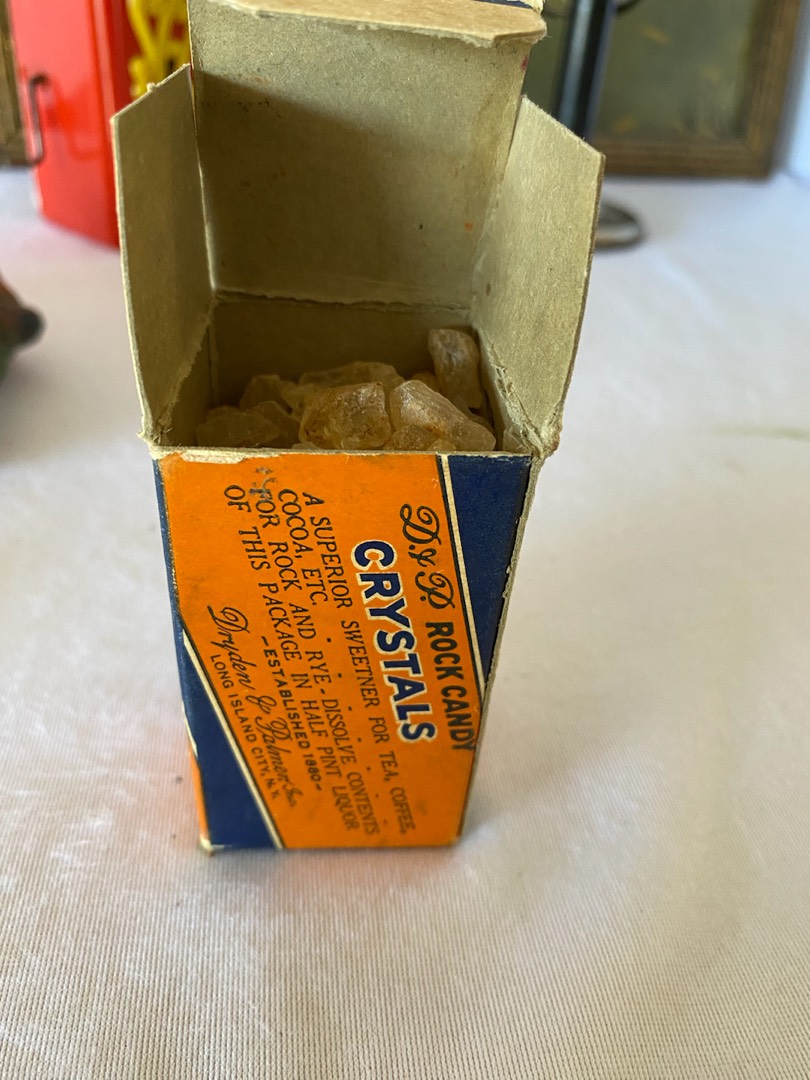 D. & P. ROCK CANDY
CRYSTALS
A SUPERIOR SWEETNER FOR TEA, COFFEE,
COCOA, ETC. . . . . . .
FOR ROCK AND RYE - DISSOLVE CONTENTS
OF THIS PACKAGE IN HALF PINT LIQUOR
-ESTABLISHED 1880-
Dryden & Palmer, Inc.
LONG ISLAND CITY, N.Y.